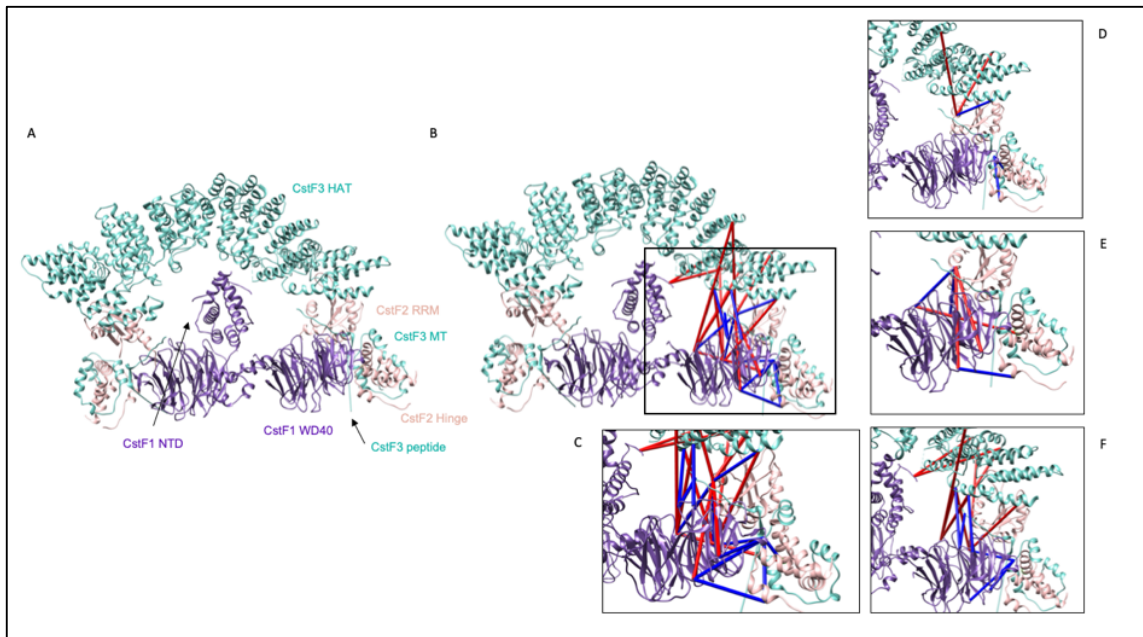 A
B
CstF3 HAT
CstF2 RRM
CstF3 MT
CstF2 Hinge
CstF1 NTD
CstF1 WD40
CstF3 peptide
C
D
E
F